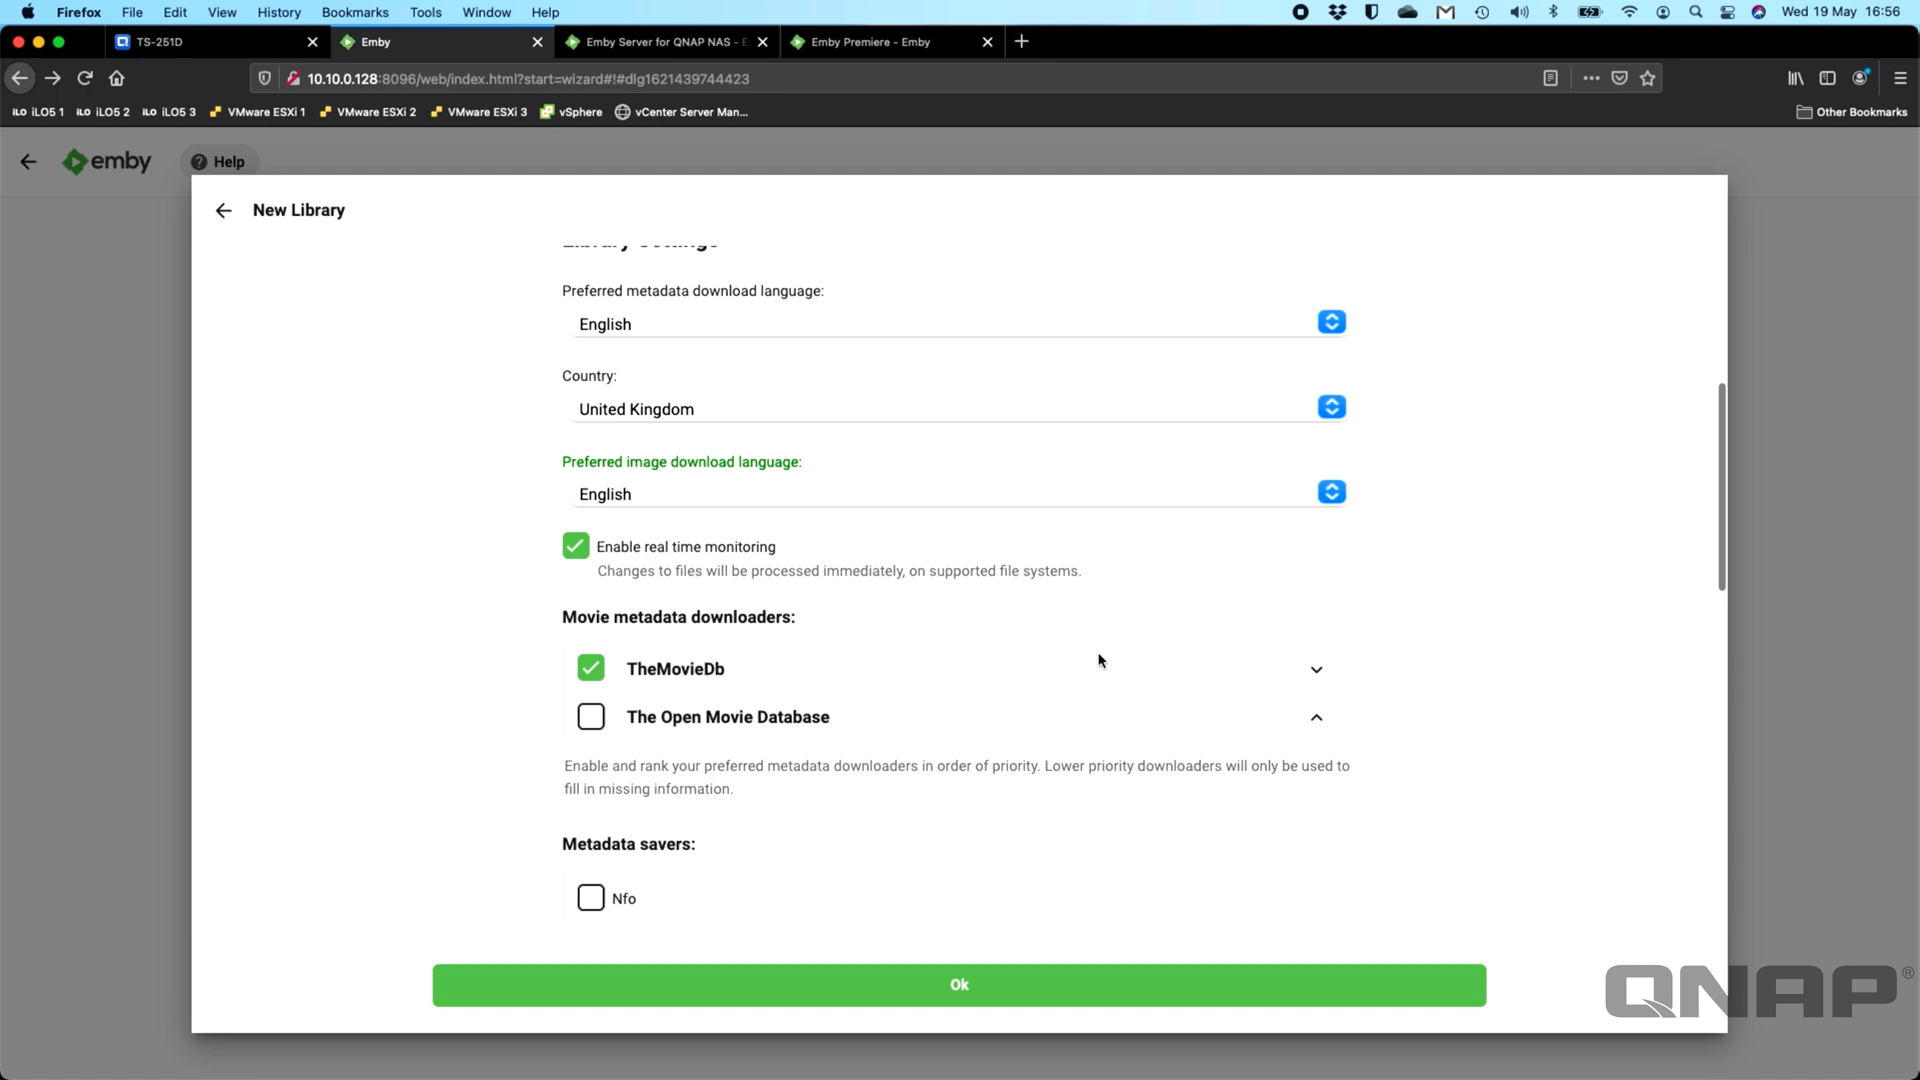 Firefox File Edit View History Bookmarks Tools Window Help Wed 19 May 16:56
TS-251D Emby Emby Server for QNAP NAS - E Emby Premiere - Emby
10.10.0.128:8096/web/index.html?start=wizard#!#dlg1621439744423
iLO iLO5 1 iLO iLO5 2 iLO iLO5 3 VMware ESXi 1 VMware ESXi 2 VMware ESXi 3 vSphere vCenter Server Man... Other Bookmarks
emby Help
New Library
Library Settings
Preferred metadata download language:
English
Country:
United Kingdom
Preferred image download language:
English
Enable real time monitoring
Changes to files will be processed immediately, on supported file systems.
Movie metadata downloaders:
TheMovieDb
The Open Movie Database
Enable and rank your preferred metadata downloaders in order of priority. Lower priority downloaders will only be used to
fill in missing information.
Metadata savers:
Nfo
Ok
QNAP®